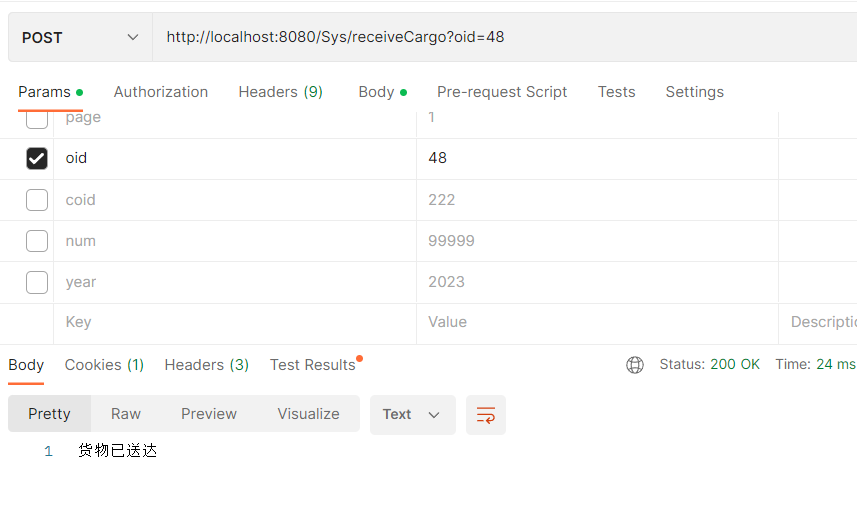 POST http://localhost:8080/Sys/receiveCargo?oid=48
Params Authorization Headers (9) Body Pre-request Script Tests Settings
page 1
oid 48
coid 222
num 99999
year 2023
Key Value Descriptio
Body Cookies (1) Headers (3) Test Results Status: 200 OK Time: 24 ms
Pretty Raw Preview Visualize Text
1 货物已送达